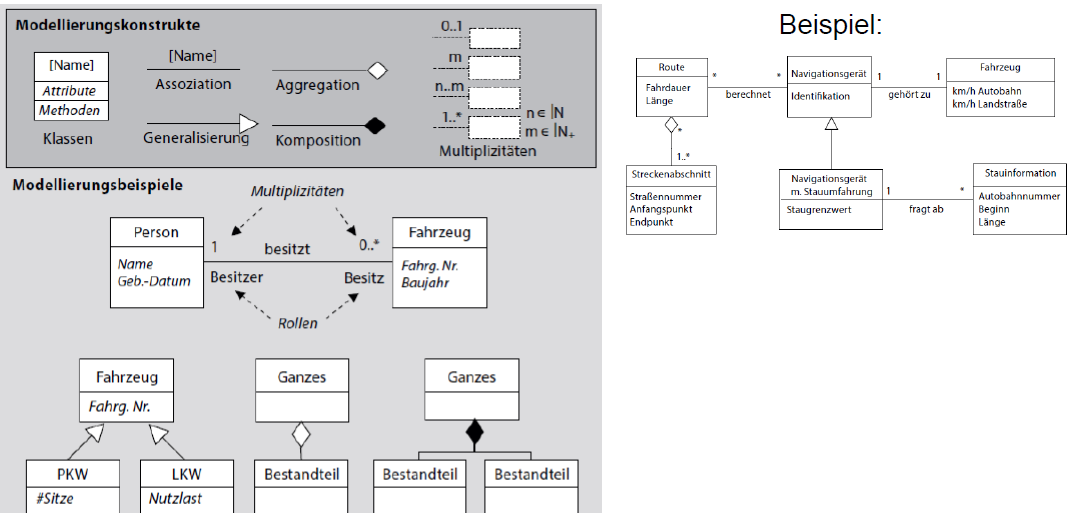 Modellierungskonstrukte
[Name]
Attribute
Methoden
Klassen
[Name]
Assoziation
Generalisierung
Aggregation
Komposition
0..1
m
n..m
1..*
n ∈ |N
m ∈ |N+
Multiplizitäten
Modellierungsbeispiele
Multiplizitäten
Person
Name
Geb.-Datum
1
besitzt
0..*
Besitzer
Besitz
Fahrzeug
Fahrg. Nr.
Baujahr
Rollen
Fahrzeug
Fahrg. Nr.
PKW
#Sitze
LKW
Nutzlast
Ganzes
Bestandteil
Ganzes
Bestandteil
Bestandteil
Beispiel:
Route
Fahrdauer
Länge
*
*
berechnet
Navigationsgerät
Identifikation
1
1
gehört zu
Fahrzeug
km/h Autobahn
km/h Landstraße
*
1..*
Streckenabschnitt
Straßennummer
Anfangspunkt
Endpunkt
Navigationsgerät
m. Stauumfahrung
Staugrenzwert
1
*
fragt ab
Stauinformation
Autobahnnummer
Beginn
Länge